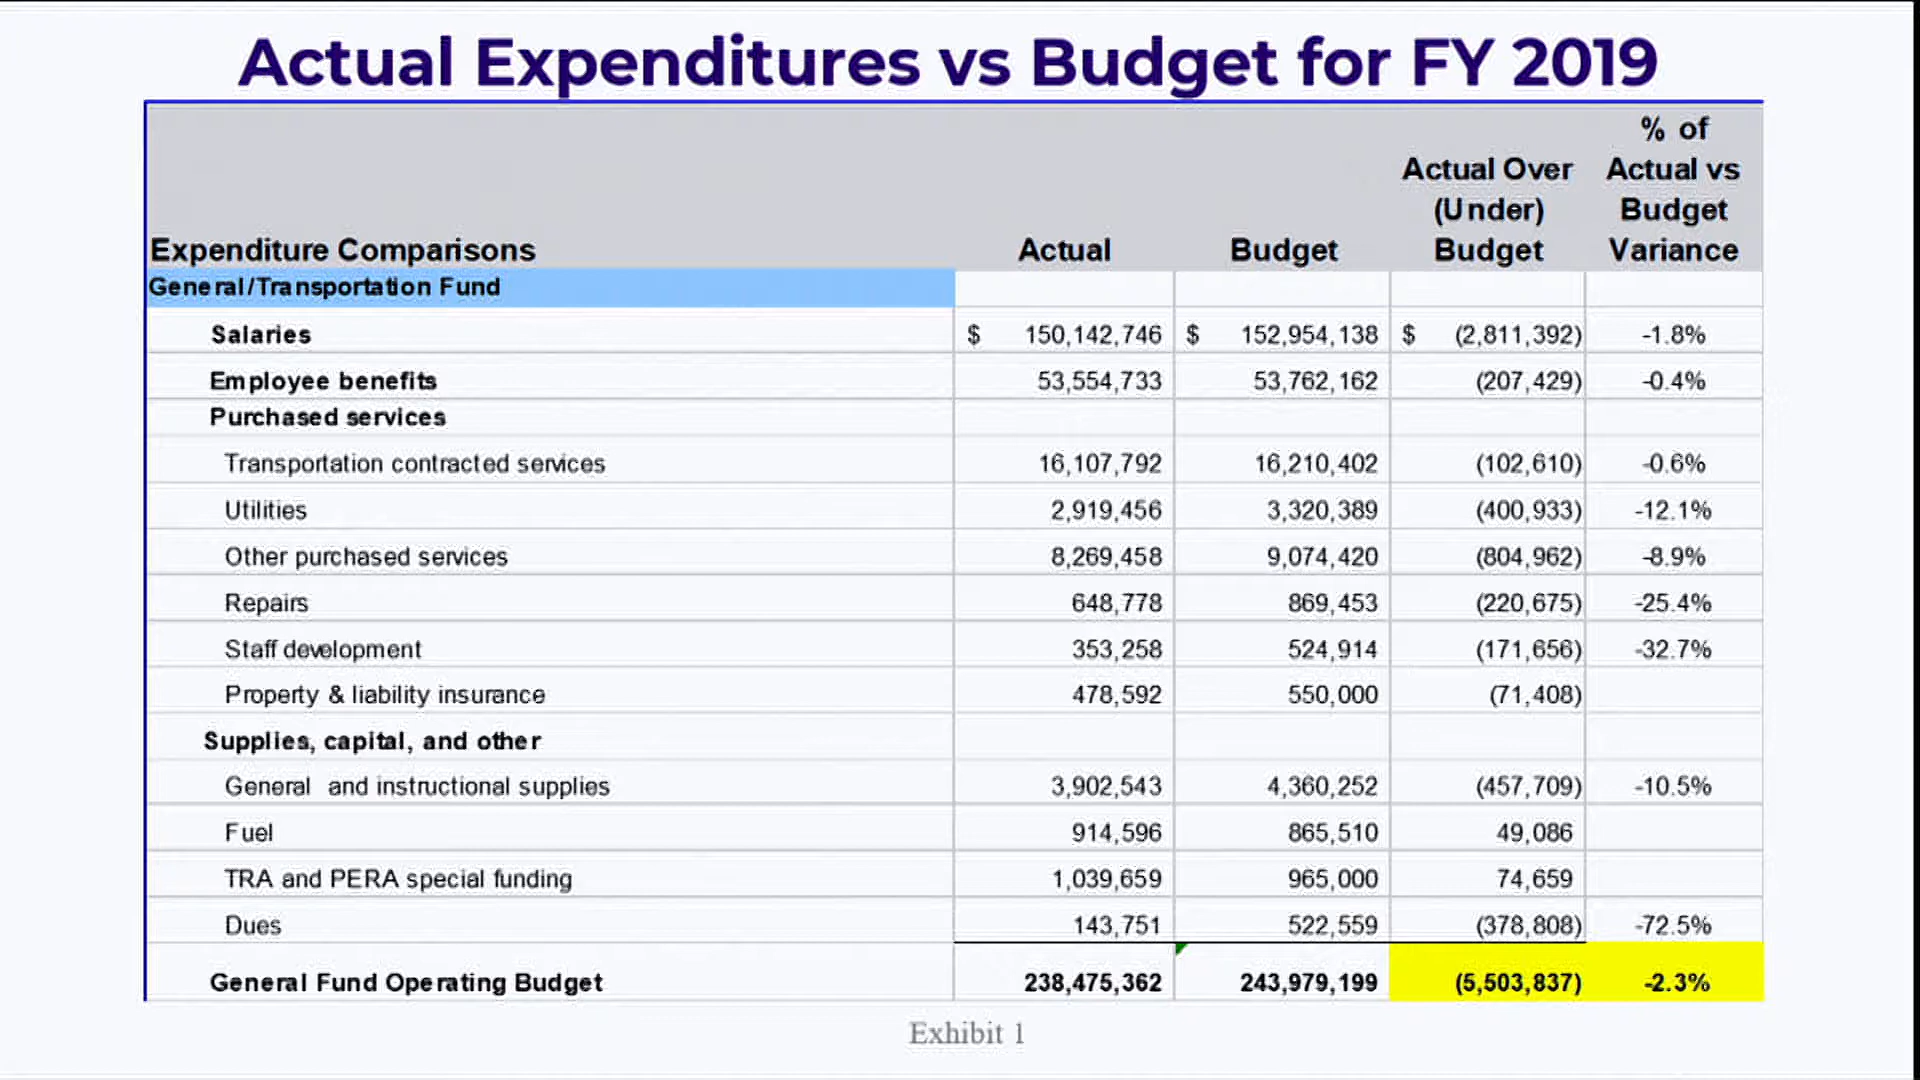 Actual Expenditures vs Budget for FY 2019
Expenditure Comparisons Actual Budget Actual Over (Under) Budget % of Actual vs Budget Variance
General/Transportation Fund
Salaries $ 150,142,746 $ 152,954,138 $ (2,811,392) -1.8%
Employee benefits 53,554,733 53,762,162 (207,429) -0.4%
Purchased services
Transportation contracted services 16,107,792 16,210,402 (102,610) -0.6%
Utilities 2,919,456 3,320,389 (400,933) -12.1%
Other purchased services 8,269,458 9,074,420 (804,962) -8.9%
Repairs 648,778 869,453 (220,675) -25.4%
Staff development 353,258 524,914 (171,656) -32.7%
Property & liability insurance 478,592 550,000 (71,408)
Supplies, capital, and other
General and instructional supplies 3,902,543 4,360,252 (457,709) -10.5%
Fuel 914,596 865,510 49,086
TRA and PERA special funding 1,039,659 965,000 74,659
Dues 143,751 522,559 (378,808) -72.5%
General Fund Operating Budget 238,475,362 243,979,199 (5,503,837) -2.3%
Exhibit 1